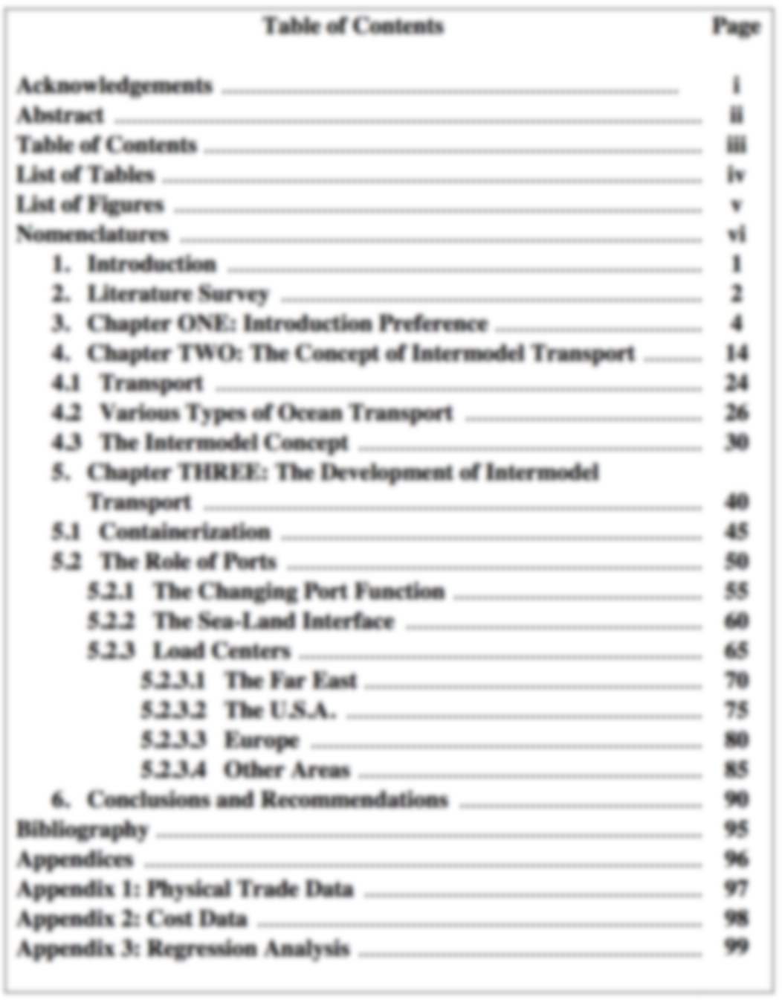 Table of Contents Page
Acknowledgements ........ i
Abstract ........ ii
Table of Contents ........ iii
List of Tables ........ iv
List of Figures ........ v
Nomenclatures ........ vi
1. Introduction ........ 1
2. Literature Survey ........ 2
3. Chapter ONE: Introduction Preference ........ 4
4. Chapter TWO: The Concept of Intermodel Transport ........ 14
4.1 Transport ........ 24
4.2 Various Types of Ocean Transport ........ 26
4.3 The Intermodel Concept ........ 30
5. Chapter THREE: The Development of Intermodel
Transport ........ 40
5.1 Containerization ........ 45
5.2 The Role of Ports ........ 50
5.2.1 The Changing Port Function ........ 55
5.2.2 The Sea-Land Interface ........ 60
5.2.3 Load Centers ........ 65
5.2.3.1 The Far East ........ 70
5.2.3.2 The U.S.A. ........ 75
5.2.3.3 Europe ........ 80
5.2.3.4 Other Areas ........ 85
6. Conclusions and Recommendations ........ 90
Bibliography ........ 95
Appendices ........ 96
Appendix 1: Physical Trade Data ........ 97
Appendix 2: Cost Data ........ 98
Appendix 3: Regression Analysis ........ 99